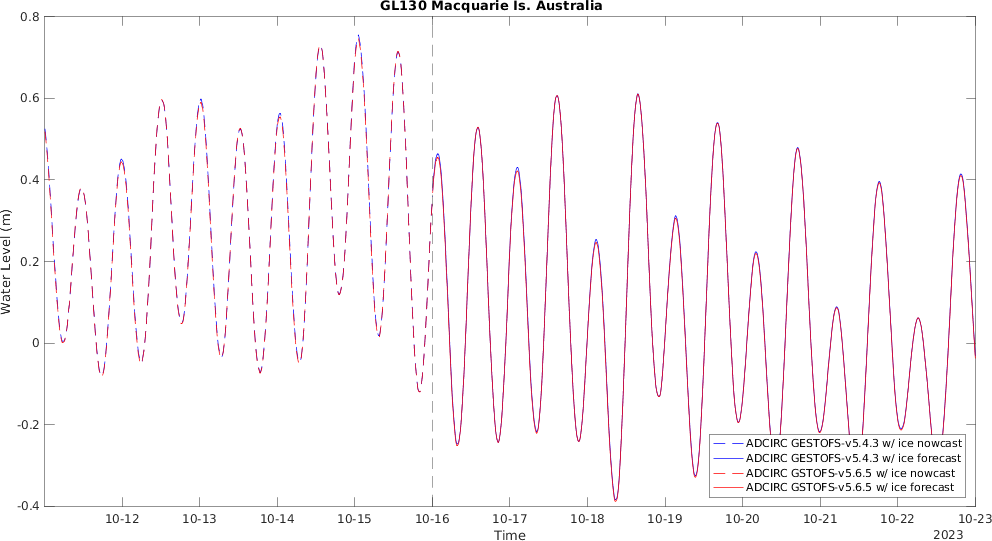 GL130 Macquarie Is. Australia
0.8
0.6
0.4
0.2
0
-0.2
-0.4
Water Level (m)
ADCIRC GESTOFS-v5.4.3 w/ ice nowcast
ADCIRC GESTOFS-v5.4.3 w/ ice forecast
ADCIRC GSTOFS-v5.6.5 w/ ice nowcast
ADCIRC GSTOFS-v5.6.5 w/ ice forecast
10-12 10-13 10-14 10-15 10-16 10-17 10-18 10-19 10-20 10-21 10-22 10-23
Time
2023